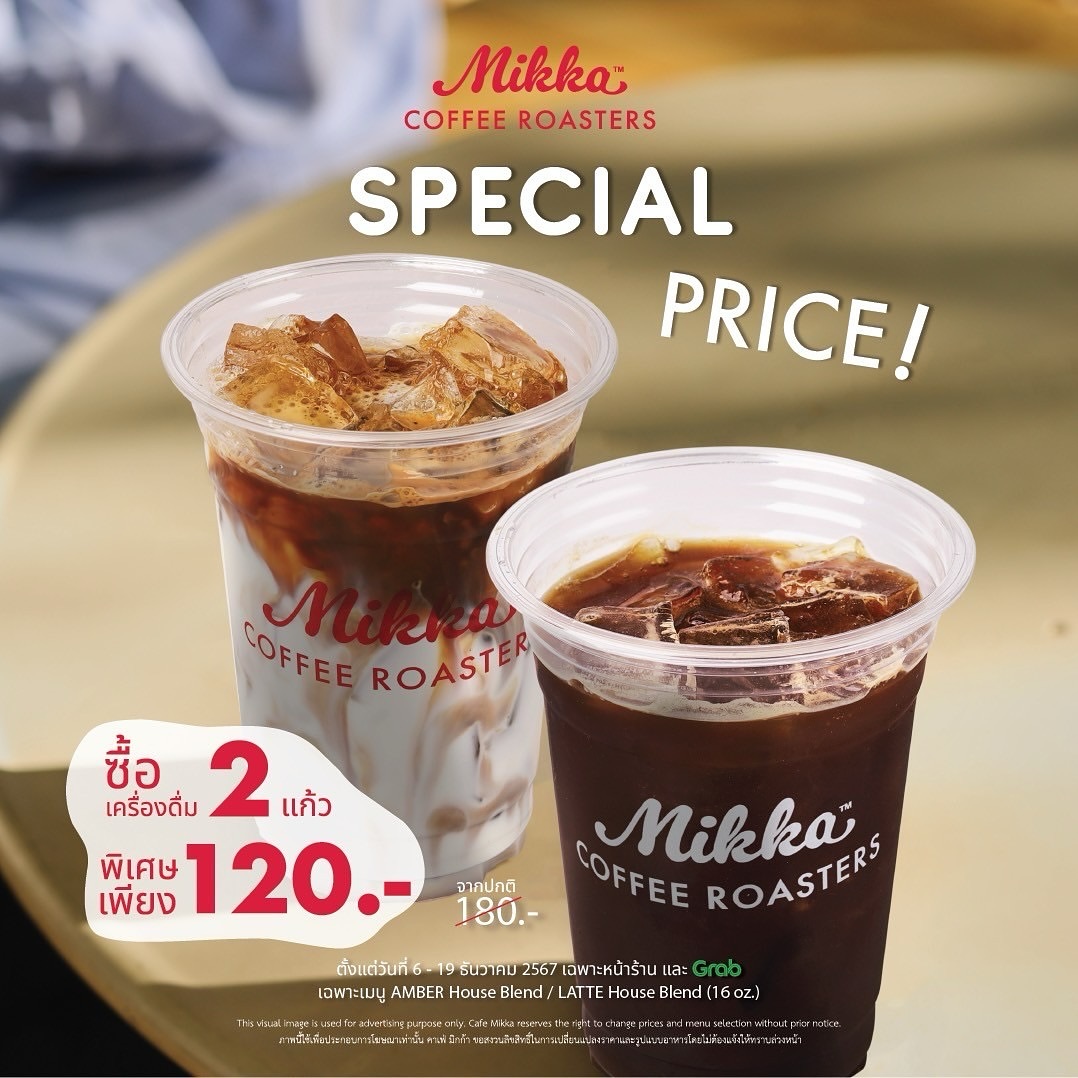 Mikka™
COFFEE ROASTERS
SPECIAL
PRICE!
Mikka
COFFEE ROASTER
Mikka™
COFFEE ROASTERS
ซื้อ
เครื่องดื่ม 2 แก้ว
พิเศษ
เพียง 120.-
จากปกติ
180.-
ตั้งแต่วันที่ 6 - 19 ธันวาคม 2567 เฉพาะหน้าร้าน และ Grab
เฉพาะเมนู AMBER House Blend / LATTE House Blend (16 oz.)
This visual image is used for advertising purpose only. Cafe Mikka reserves the right to change prices and menu selection without prior notice.
ภาพนี้ใช้เพื่อประกอบการโฆษณาเท่านั้น คาเฟ่ มิกก้า ขอสงวนลิขสิทธิ์ในการเปลี่ยนแปลงราคาและรูปแบบอาหารโดยไม่ต้องแจ้งให้ทราบล่วงหน้า